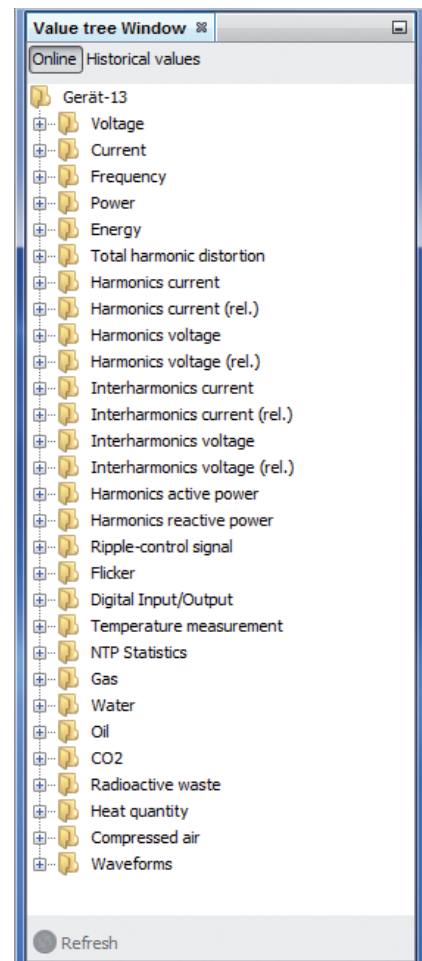 Value tree Window
Online Historical values
Gerät-13
Voltage
Current
Frequency
Power
Energy
Total harmonic distortion
Harmonics current
Harmonics current (rel.)
Harmonics voltage
Harmonics voltage (rel.)
Interharmonics current
Interharmonics current (rel.)
Interharmonics voltage
Interharmonics voltage (rel.)
Harmonics active power
Harmonics reactive power
Ripple-control signal
Flicker
Digital Input/Output
Temperature measurement
NTP Statistics
Gas
Water
Oil
CO2
Radioactive waste
Heat quantity
Compressed air
Waveforms
Refresh